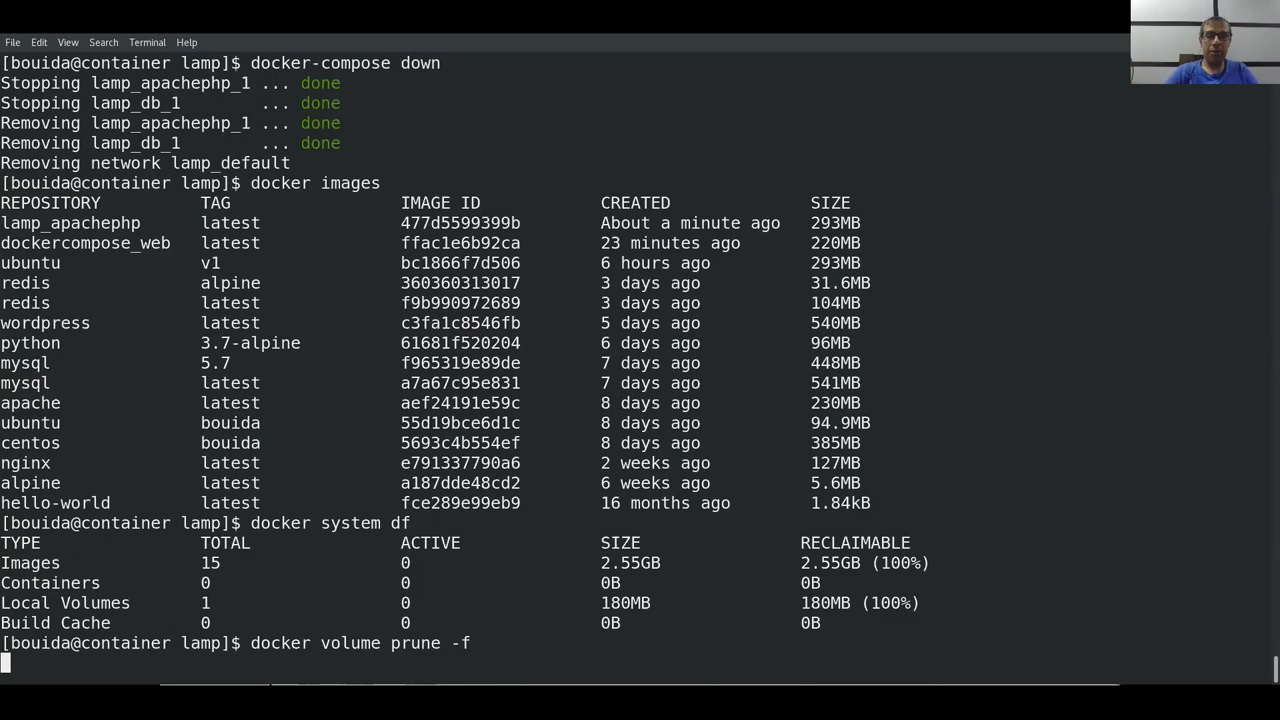 File Edit View Search Terminal Help
[bouida@container lamp]$ docker-compose down
Stopping lamp_apachephp_1 ... done
Stopping lamp_db_1 ... done
Removing lamp_apachephp_1 ... done
Removing lamp_db_1 ... done
Removing network lamp_default
[bouida@container lamp]$ docker images
REPOSITORY TAG IMAGE ID CREATED SIZE
lamp_apachephp latest 477d5599399b About a minute ago 293MB
dockercompose_web latest ffac1e6b92ca 23 minutes ago 220MB
ubuntu v1 bc1866f7d506 6 hours ago 293MB
redis alpine 360360313017 3 days ago 31.6MB
redis latest f9b990972689 3 days ago 104MB
wordpress latest c3fa1c8546fb 5 days ago 540MB
python 3.7-alpine 61681f520204 6 days ago 96MB
mysql 5.7 f965319e89de 7 days ago 448MB
mysql latest a7a67c95e831 7 days ago 541MB
apache latest aef24191e59c 8 days ago 230MB
ubuntu bouida 55d19bce6d1c 8 days ago 94.9MB
centos bouida 5693c4b554ef 8 days ago 385MB
nginx latest e791337790a6 2 weeks ago 127MB
alpine latest a187dde48cd2 6 weeks ago 5.6MB
hello-world latest fce289e99eb9 16 months ago 1.84kB
[bouida@container lamp]$ docker system df
TYPE TOTAL ACTIVE SIZE RECLAIMABLE
Images 15 0 2.55GB 2.55GB (100%)
Containers 0 0 0B 0B
Local Volumes 1 0 180MB 180MB (100%)
Build Cache 0 0 0B 0B
[bouida@container lamp]$ docker volume prune -f